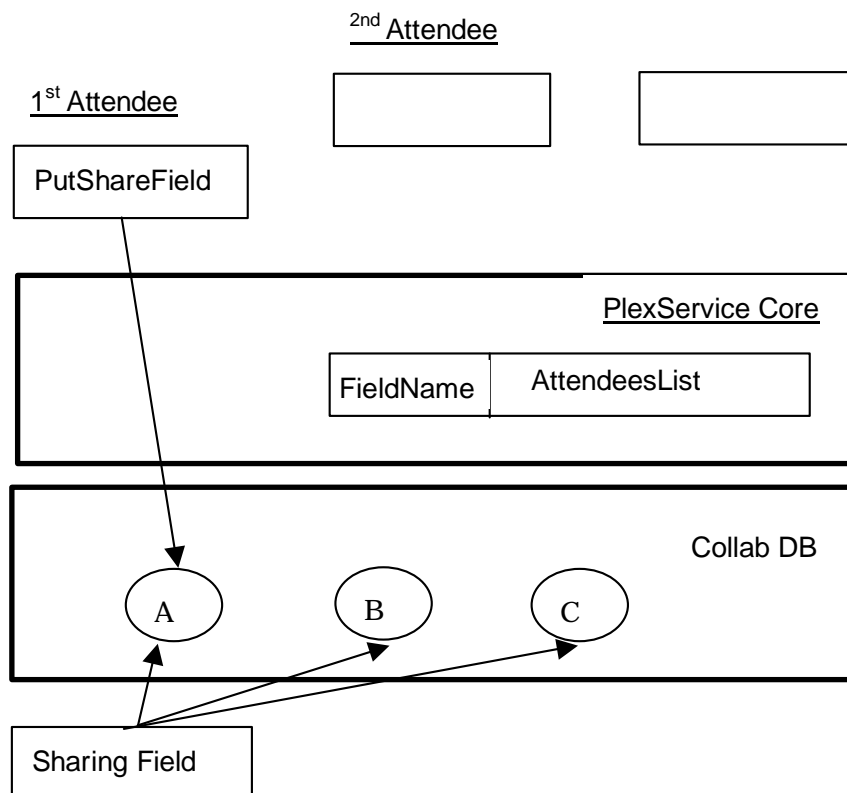 2nd Attendee
1st Attendee
PutShareField
PlexService Core
FieldName
AttendeesList
Collab DB
A
B
C
Sharing Field